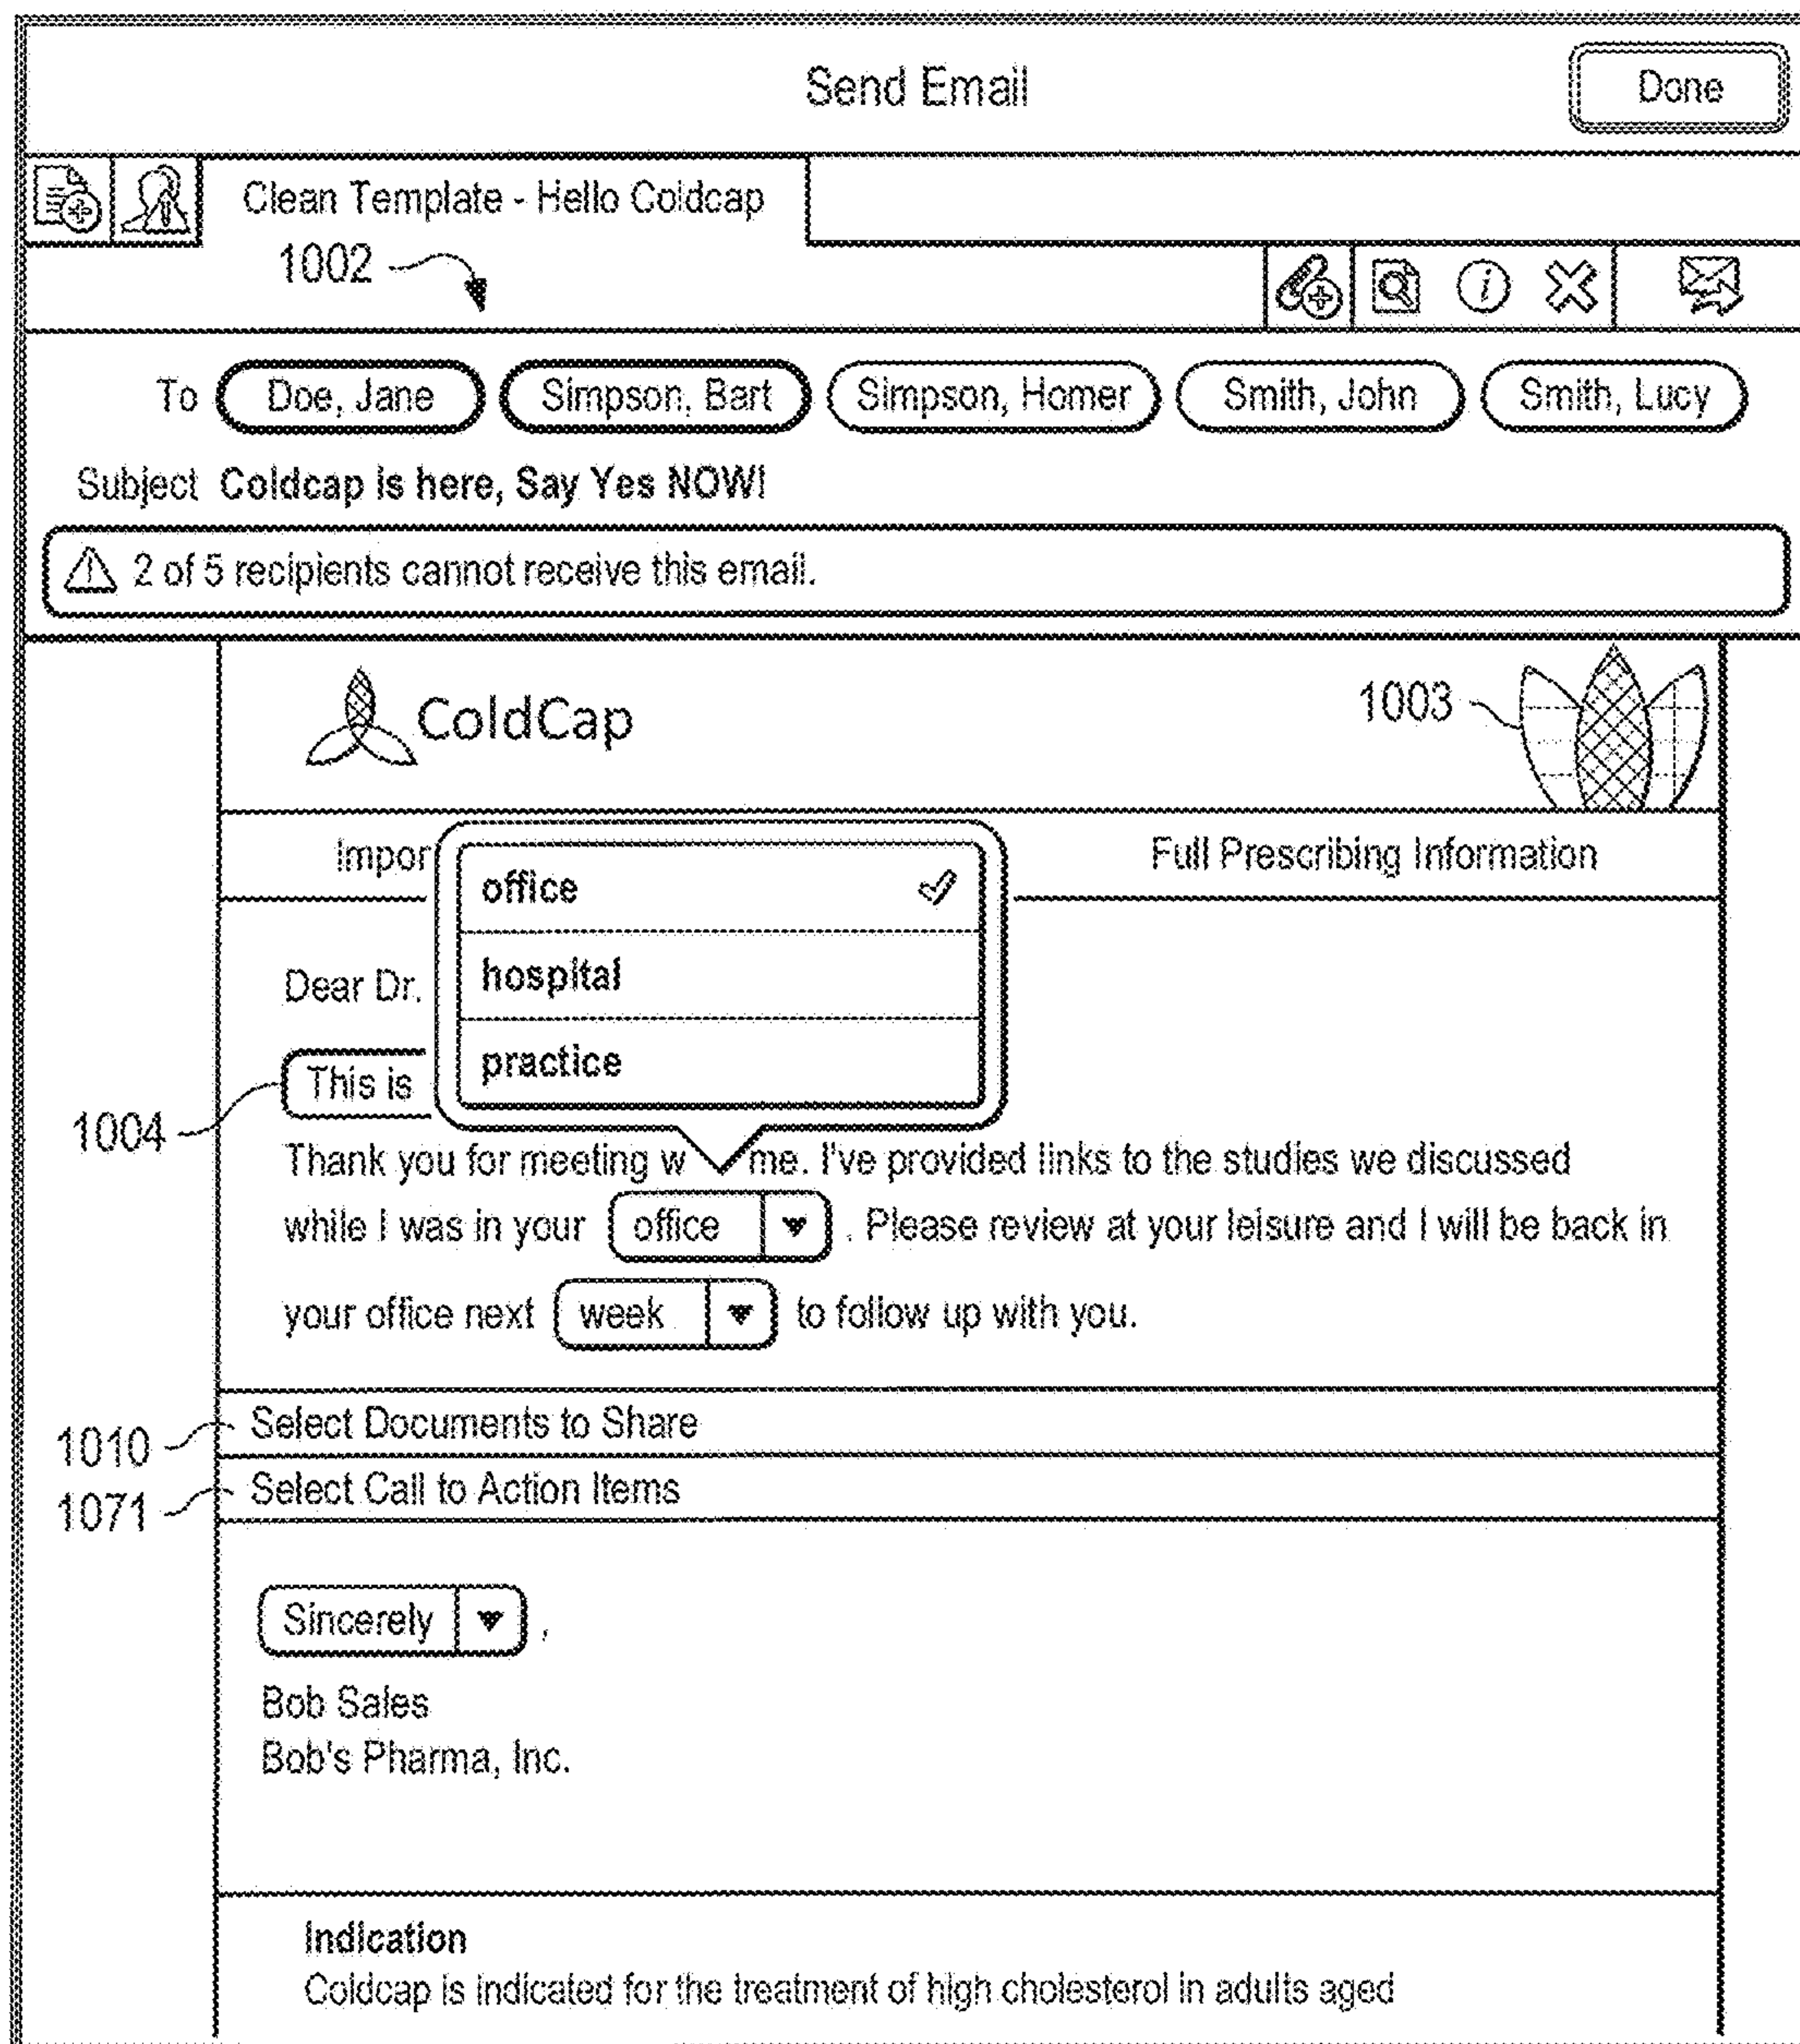 Send Email
Done
Clean Template - Hello Coldcap
1002
To Doe, Jane Simpson, Bart Simpson, Homer Smith, John Smith, Lucy
Subject Coldcap is here, Say Yes NOW!
2 of 5 recipients cannot receive this email.
ColdCap
1003
Impor
Full Prescribing Information
office
hospital
practice
Dear Dr.
This is
1004
Thank you for meeting w me. I've provided links to the studies we discussed
while I was in your office . Please review at your leisure and I will be back in
your office next week to follow up with you.
1010 Select Documents to Share
1071 Select Call to Action Items
Sincerely ,
Bob Sales
Bob's Pharma, Inc.
Indication
Coldcap is indicated for the treatment of high cholesterol in adults aged